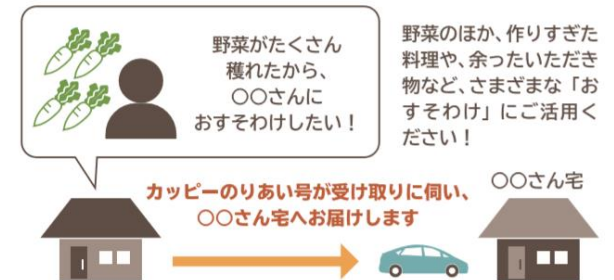 野菜がたくさん
穫れたから、
〇〇さんに
おすそわけしたい！
野菜のほか、作りすぎた
料理や、余ったいただき
物など、さまざまな「お
すそわけ」にご活用く
ださい！
カッピーのりあい号が受け取りに伺い、
〇〇さん宅へお届けします
〇〇さん宅